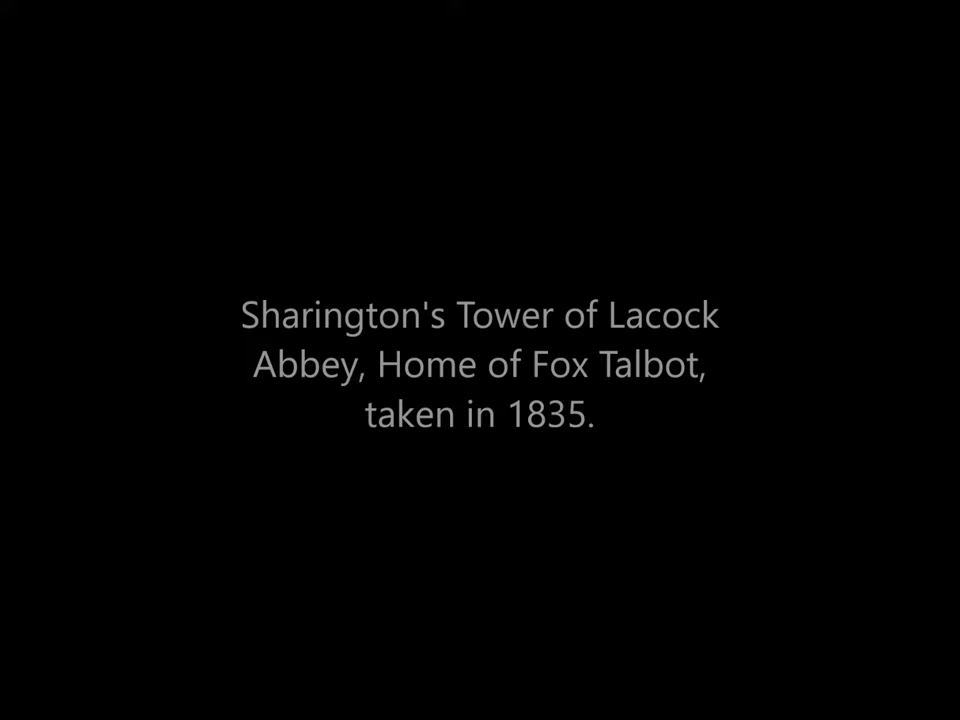 Sharington's Tower of Lacock
Abbey, Home of Fox Talbot,
taken in 1835.